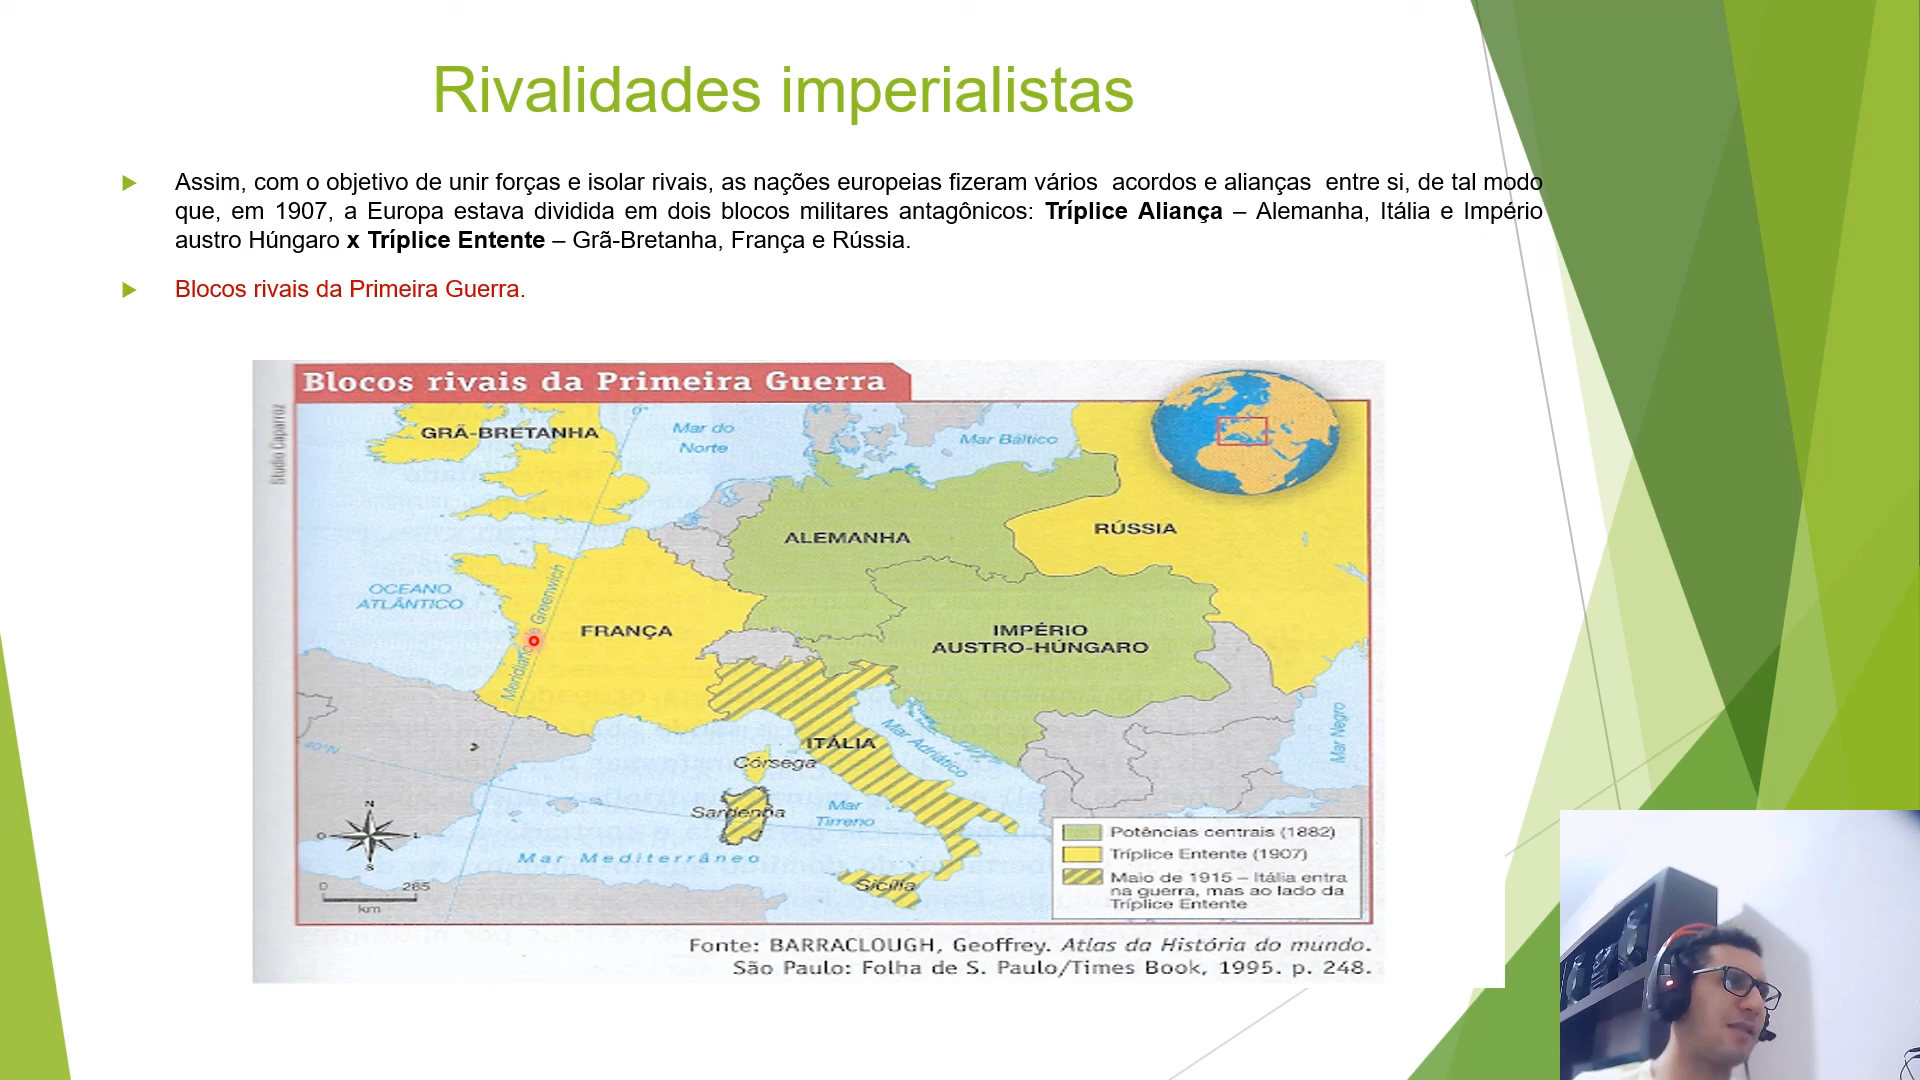 Rivalidades imperialistas
Assim, com o objetivo de unir forças e isolar rivais, as nações europeias fizeram vários acordos e alianças entre si, de tal modo
que, em 1907, a Europa estava dividida em dois blocos militares antagônicos: Tríplice Aliança – Alemanha, Itália e Império
austro Húngaro x Tríplice Entente – Grã-Bretanha, França e Rússia.
Blocos rivais da Primeira Guerra.
Blocos rivais da Primeira Guerra
Studio Caparroz
GRÃ-BRETANHA
0°
Mar do
Norte
Mar Báltico
ALEMANHA
RÚSSIA
OCEANO
ATLÂNTICO
Meridiano de Greenwich
FRANÇA
IMPÉRIO
AUSTRO-HÚNGARO
ITÁLIA
Mar Adriático
Mar Negro
40°N
Córsega
Sardenha
Mar
Tirreno
Mar Mediterrâneo
Sicília
N
O
L
S
0 285
km
Potências centrais (1882)
Tríplice Entente (1907)
Maio de 1915 – Itália entra
na guerra, mas ao lado da
Tríplice Entente
Fonte: BARRACLOUGH, Geoffrey. Atlas da História do mundo.
São Paulo: Folha de S. Paulo/Times Book, 1995. p. 248.